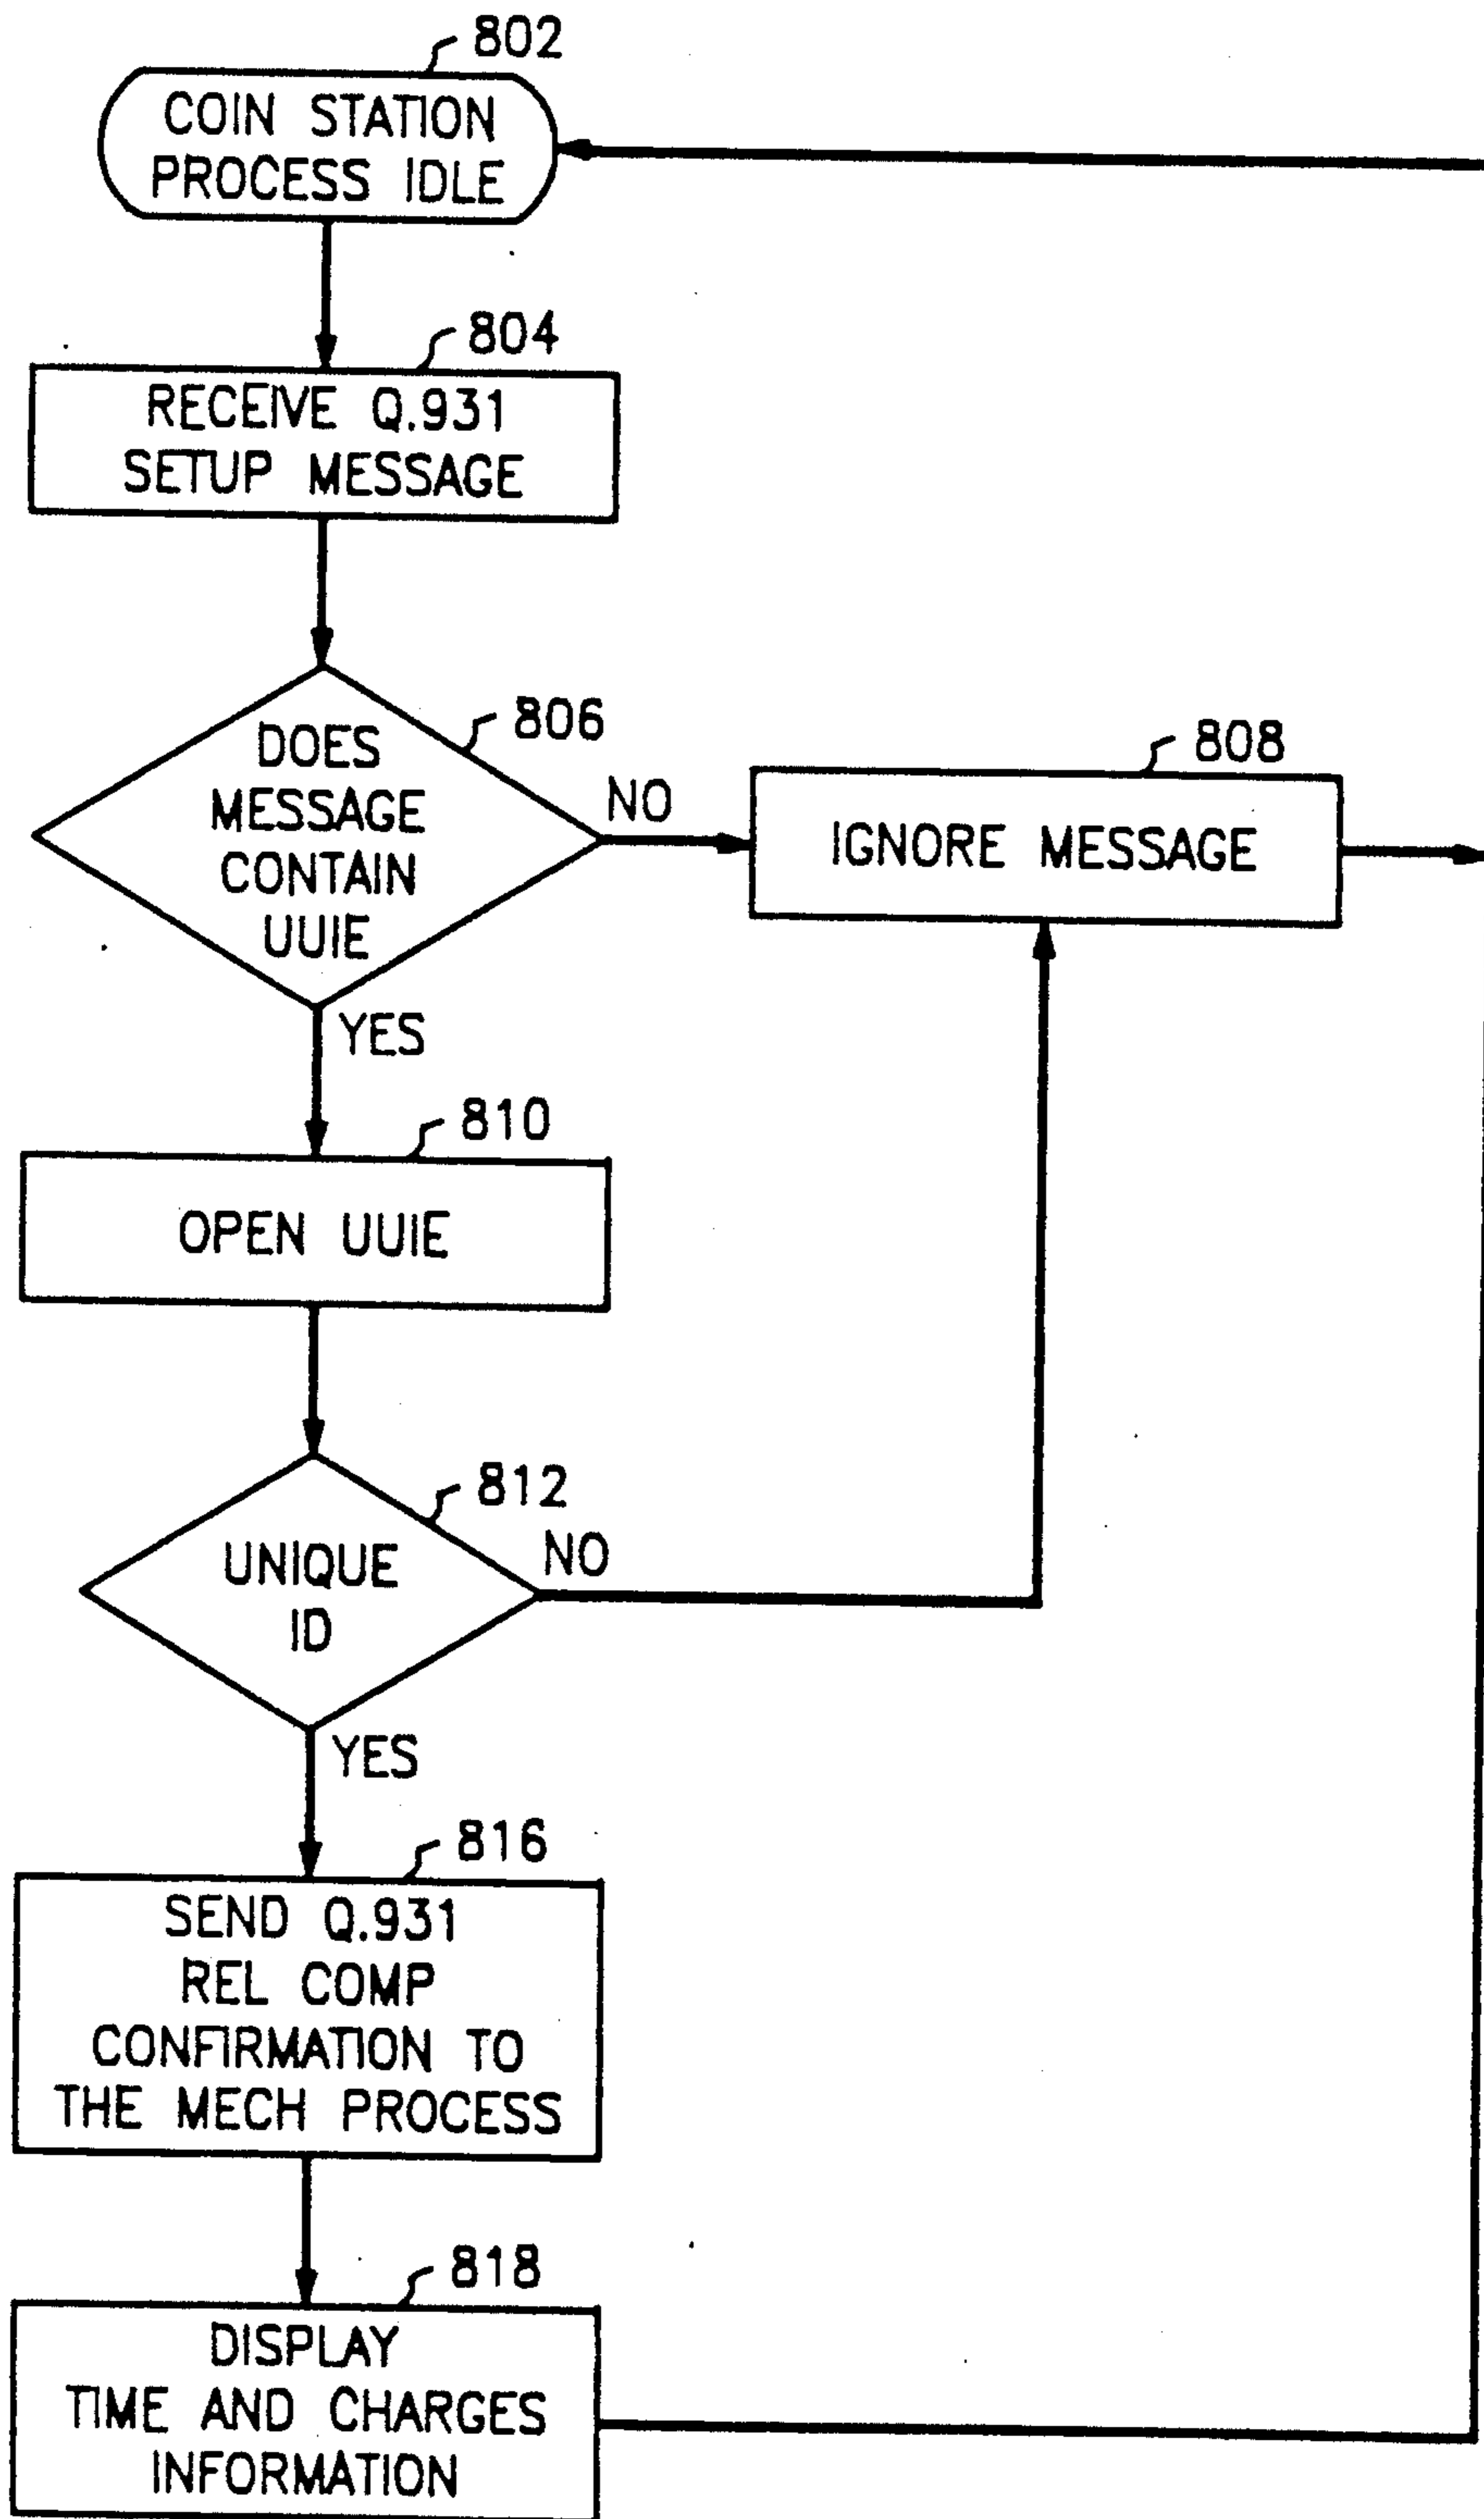 802
COIN STATION
PROCESS IDLE
804
RECEIVE Q.931
SETUP MESSAGE
806
DOES
MESSAGE
CONTAIN
UUIE
NO
808
IGNORE MESSAGE
YES
810
OPEN UUIE
812
UNIQUE
ID
NO
YES
816
SEND Q.931
REL COMP
CONFIRMATION TO
THE MECH PROCESS
818
DISPLAY
TIME AND CHARGES
INFORMATION